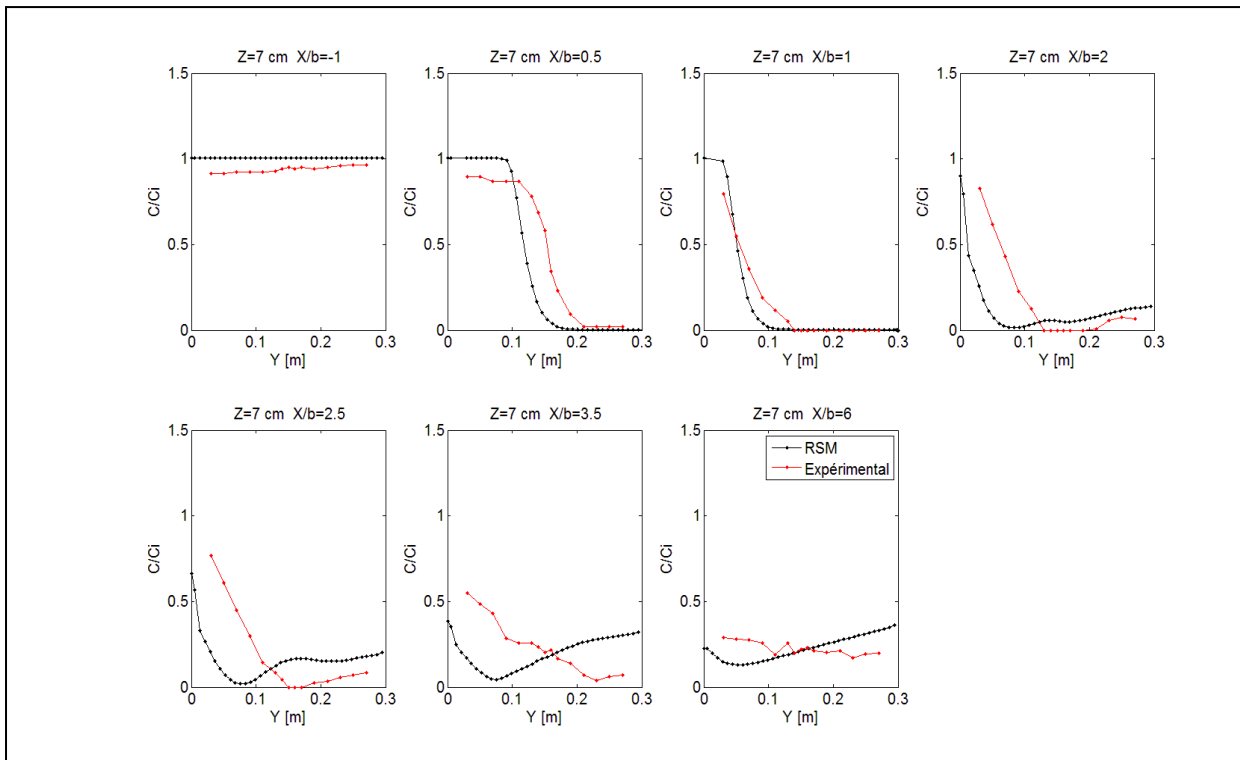 Z=7 cm X/b=-1
Z=7 cm X/b=0.5
Z=7 cm X/b=1
Z=7 cm X/b=2
1.5
1
0.5
0
C/Ci
0
0.1
0.2
0.3
Y [m]
1.5
1
0.5
0
C/Ci
0
0.1
0.2
0.3
Y [m]
1.5
1
0.5
0
C/Ci
0
0.1
0.2
0.3
Y [m]
1.5
1
0.5
0
C/Ci
0
0.1
0.2
0.3
Y [m]
Z=7 cm X/b=2.5
Z=7 cm X/b=3.5
Z=7 cm X/b=6
1.5
1
0.5
0
C/Ci
0
0.1
0.2
0.3
Y [m]
1.5
1
0.5
0
C/Ci
0
0.1
0.2
0.3
Y [m]
1.5
1
0.5
0
C/Ci
0
0.1
0.2
0.3
Y [m]
RSM
Expérimental